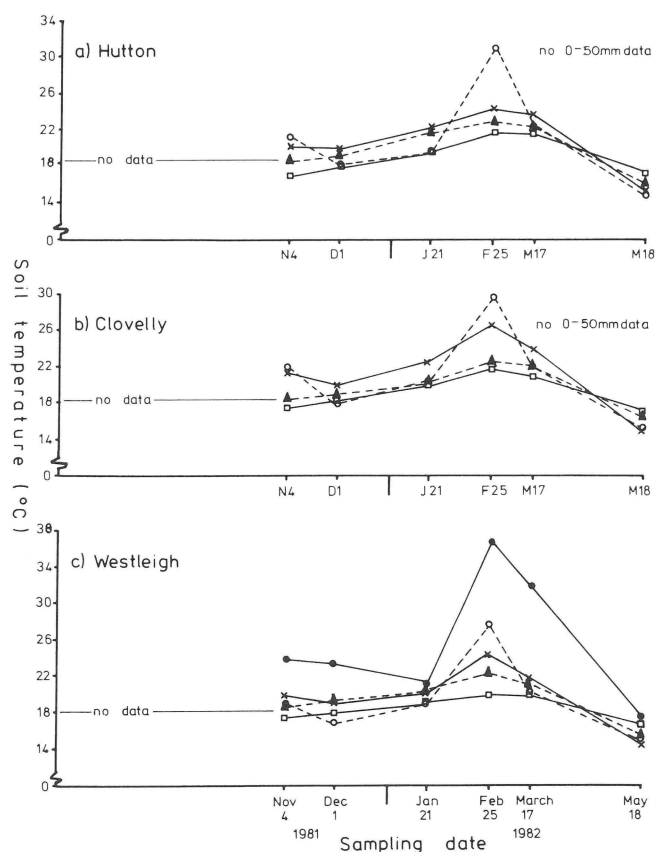 34
a) Hutton
no 0-50mm data
30
26
22
18
no data
14
0
N4 D1 J21 F25 M17 M18
30
b) Clovelly
no 0-50mm data
26
22
18
no data
14
0
N4 D1 J21 F25 M17 M18
38
c) Westleigh
34
30
26
22
18
no data
14
0
Nov Dec Jan Feb March May
4 1 21 25 17 18
1981 1982
Sampling date
Soil temperature (°C)